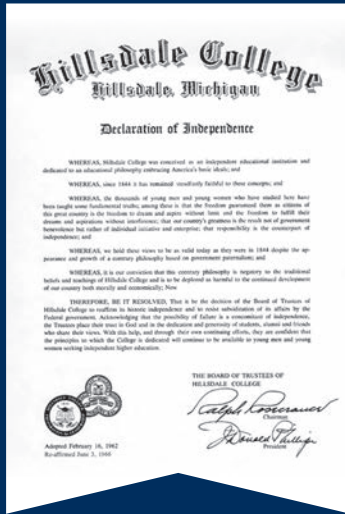 Hillsdale College
Hillsdale, Michigan
Declaration of Independence
WHEREAS, Hillsdale College was conceived as an independent educational institution and
dedicated to an educational philosophy embracing America's basic ideals; and
WHEREAS, since 1844 it has remained steadfastly faithful to these concepts; and
WHEREAS, the thousands of young men and young women who have studied here have
been taught some fundamental truths; among these is that the freedom guaranteed them as citizens of
this great country is the freedom to dream and aspire without limit and the freedom to fulfill their
dreams and aspirations without interference; that our country's greatness is the result not of government
benevolence but rather of individual initiative and enterprise; that responsibility is the counterpart of
independence; and
WHEREAS, we hold these views to be as valid today as they were in 1844 despite the ap-
pearance and growth of a contrary philosophy based on government paternalism; and
WHEREAS, it is our conviction that this contrary philosophy is negatory to the traditional
beliefs and teachings of Hillsdale College and is to be deplored as harmful to the continued development
of our country both morally and economically; Now
THEREFORE, BE IT RESOLVED, That it be the decision of the Board of Trustees of
Hillsdale College to reaffirm its historic independence and to resist subsidization of its affairs by the
Federal government. Acknowledging that the possibility of failure is a concomitant of independence,
the Trustees place their trust in God and in the dedication and generosity of students, alumni and friends
who share their views. With this help, and through their own continuing efforts, they are confident that
the principles to which the College is dedicated will continue to be available to young men and young
women seeking independent higher education.
THE BOARD OF TRUSTEES OF
HILLSDALE COLLEGE
Ralph Rosenrauer
Chairman
J. Donald Phillips
President
Adopted February 16, 1962
Re-affirmed June 3, 1966